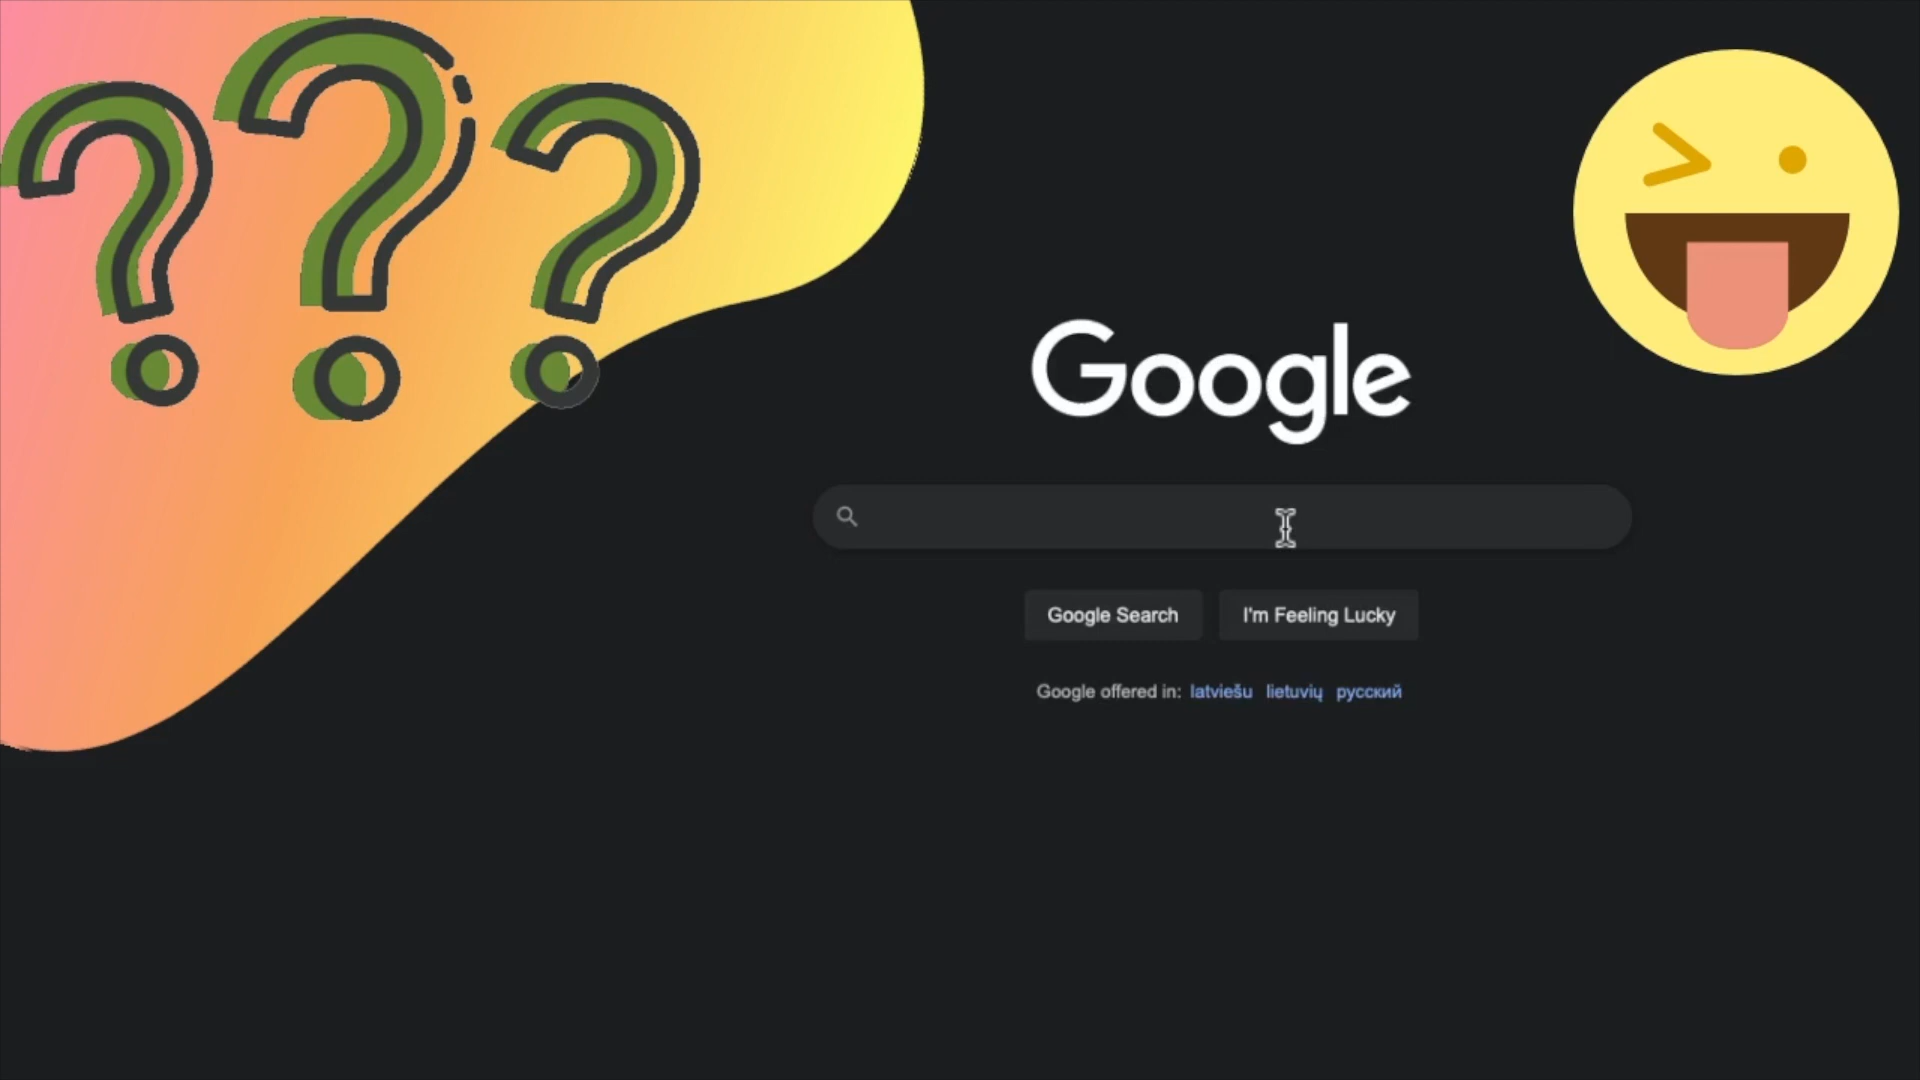 ???
Google
Google Search
I'm Feeling Lucky
Google offered in: latviešu lietuvių русский